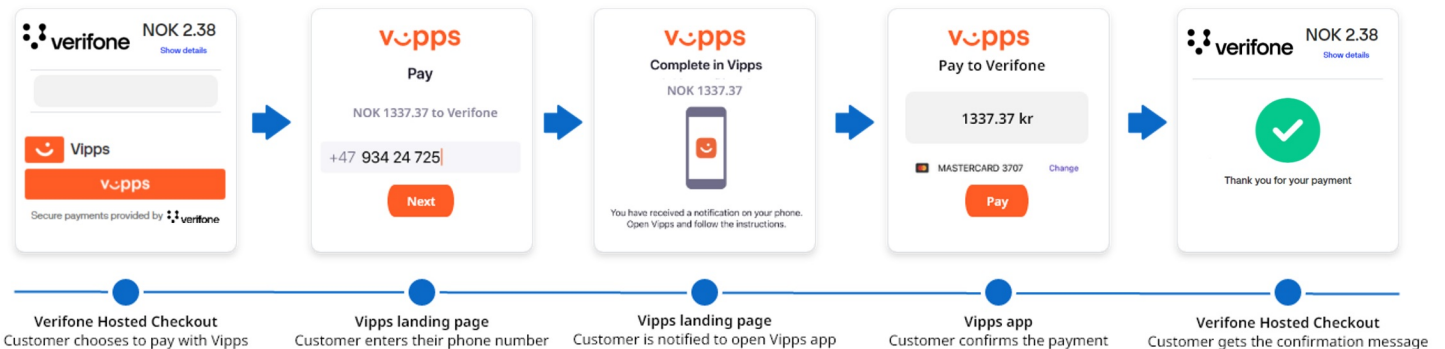 verifone
NOK 2.38
Show details
Vipps
vipps
Secure payments provided by verifone
vipps
Pay
NOK 1337.37 to Verifone
+47 934 24 725
Next
vipps
Complete in Vipps
NOK 1337.37
You have received a notification on your phone.
Open Vipps and follow the instructions.
vipps
Pay to Verifone
1337.37 kr
MASTERCARD 3707 Change
Pay
verifone
NOK 2.38
Show details
Thank you for your payment
Verifone Hosted Checkout
Customer chooses to pay with Vipps
Vipps landing page
Customer enters their phone number
Vipps landing page
Customer is notified to open Vipps app
Vipps app
Customer confirms the payment
Verifone Hosted Checkout
Customer gets the confirmation message